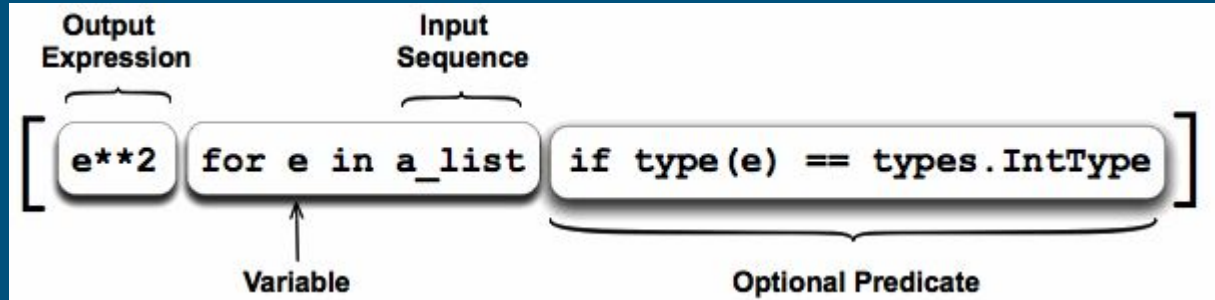 Output Input
Expression Sequence
[ e**2 for e in a_list if type(e) == types.IntType ]
Variable Optional Predicate